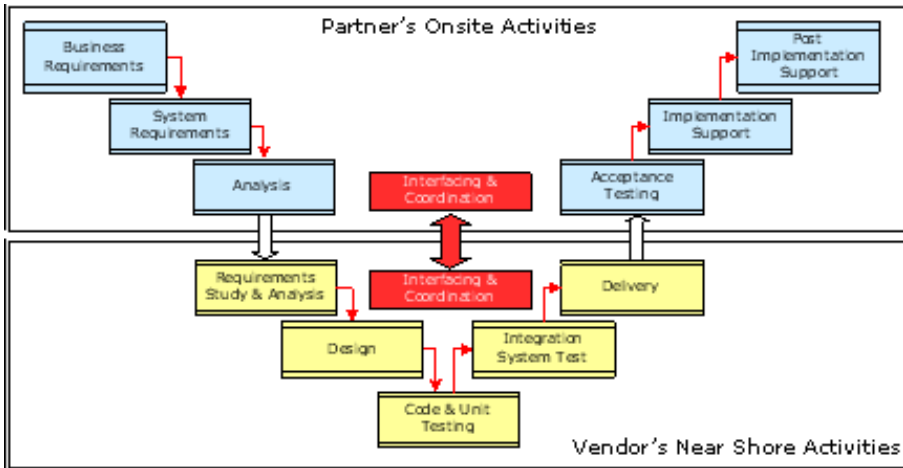 Partner's Onsite Activities
Business
Requirements
Post
Implementation
Support
System
Requirements
Implementation
Support
Analysis
Interfacing &
Coordination
Acceptance
Testing
Requirements
Study & Analysis
Interfacing &
Coordination
Delivery
Design
Integration
System Test
Code & Unit
Testing
Vendor's Near Shore Activities